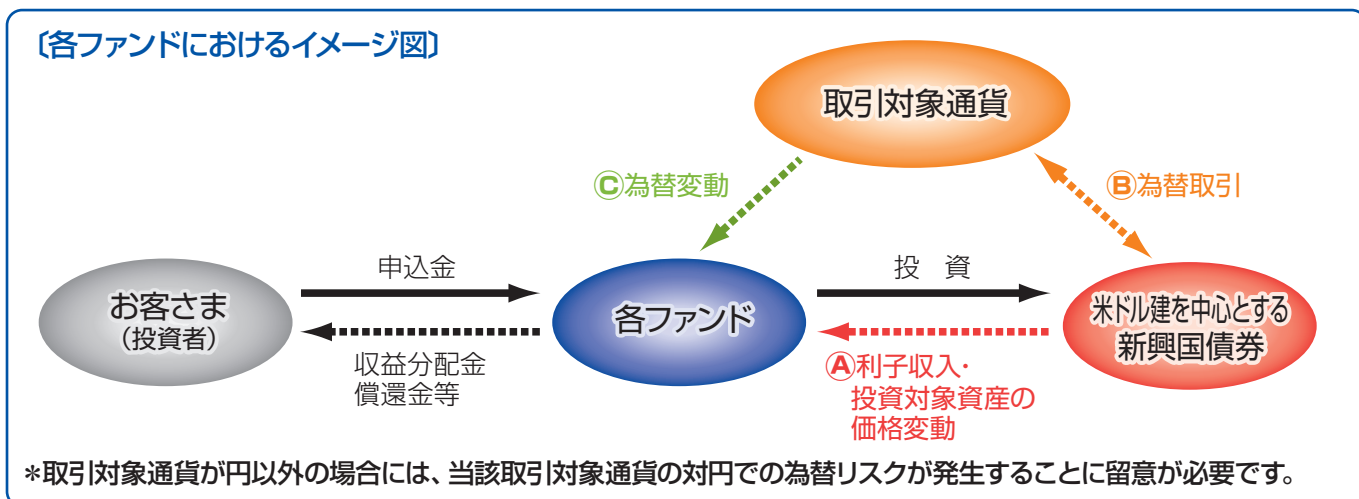 〔各ファンドにおけるイメージ図〕
取引対象通貨
Ⓒ為替変動
Ⓑ為替取引
申込金
投　資
お客さま
(投資者)
各ファンド
米ドル建を中心とする
新興国債券
収益分配金
償還金等
Ⓐ利子収入・
投資対象資産の
価格変動
*取引対象通貨が円以外の場合には、当該取引対象通貨の対円での為替リスクが発生することに留意が必要です。